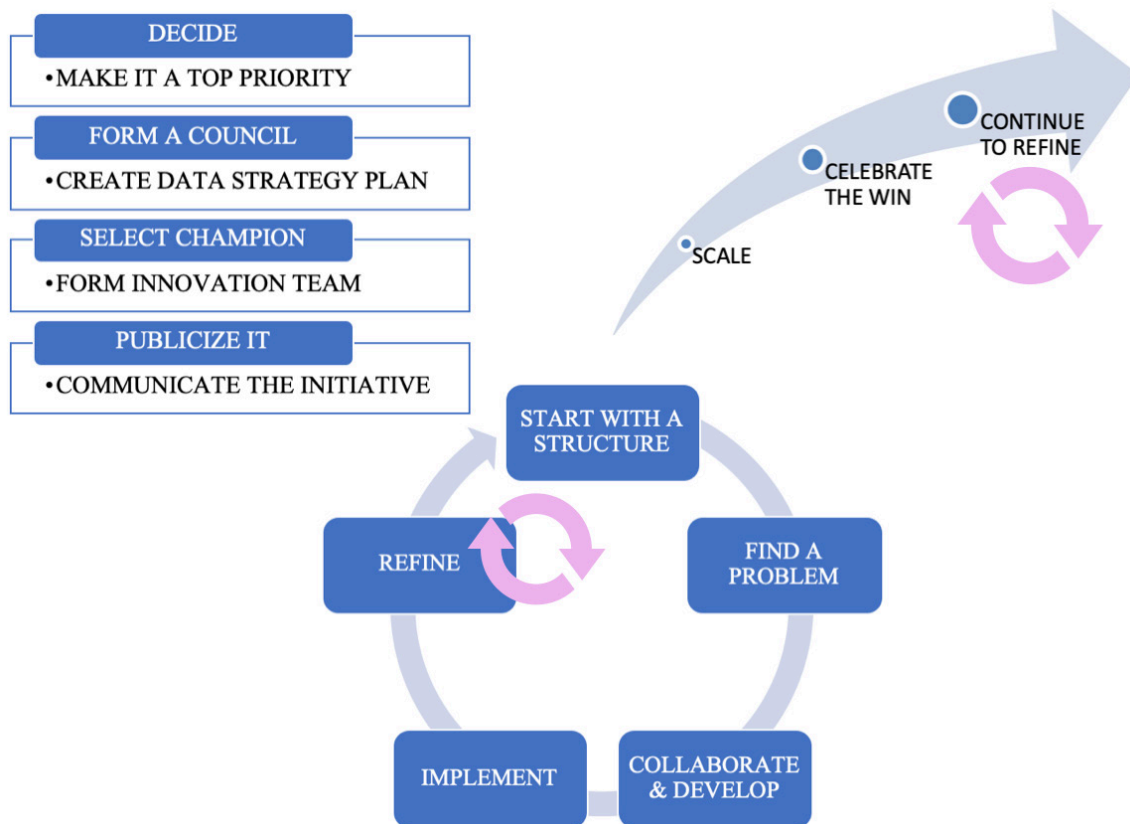 DECIDE
•MAKE IT A TOP PRIORITY
FORM A COUNCIL
•CREATE DATA STRATEGY PLAN
SELECT CHAMPION
•FORM INNOVATION TEAM
PUBLICIZE IT
•COMMUNICATE THE INITIATIVE
CONTINUE
TO REFINE
CELEBRATE
THE WIN
SCALE
START WITH A
STRUCTURE
FIND A
PROBLEM
COLLABORATE
& DEVELOP
IMPLEMENT
REFINE